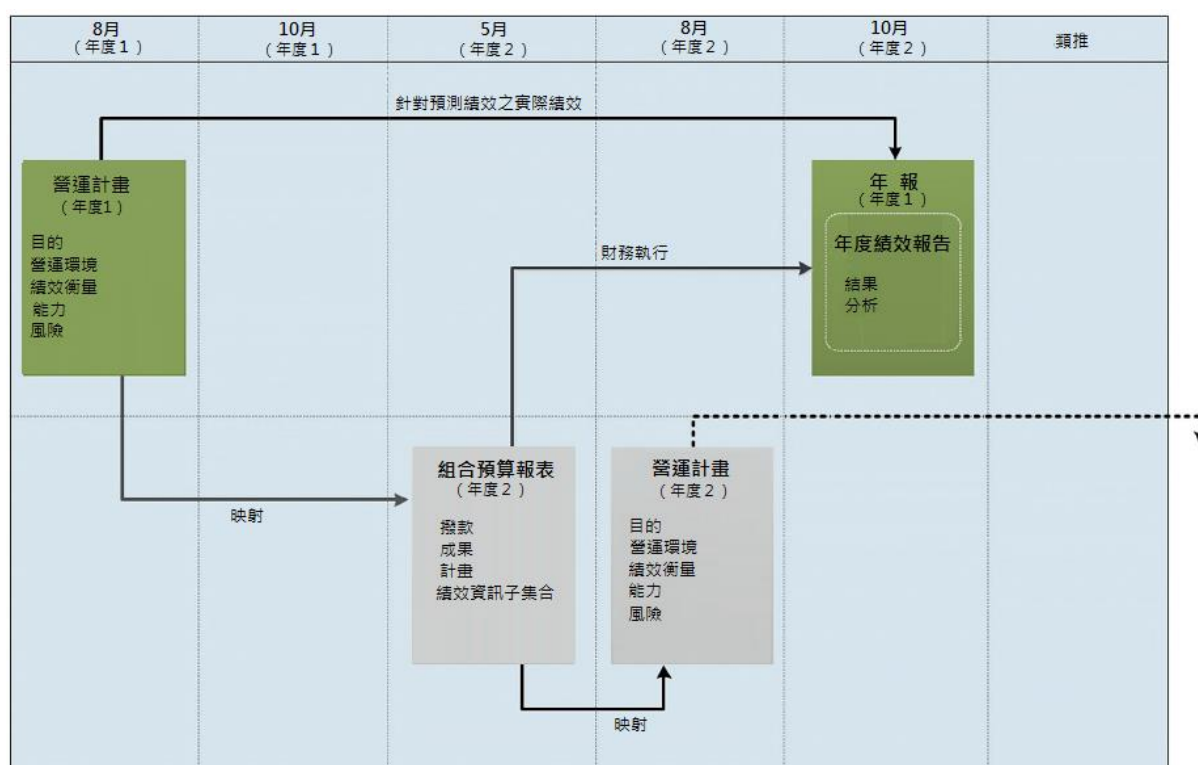 8月
（年度1）
10月
（年度1）
5月
（年度2）
8月
（年度2）
10月
（年度2）
類推
針對預測績效之實際績效
營運計畫
（年度1）
目的
營運環境
績效衡量
能力
風險
年 報
（年度1）
年度績效報告
結果
分析
財務執行
映射
組合預算報表
（年度2）
撥款
成果
計畫
績效資訊子集合
營運計畫
（年度2）
目的
營運環境
績效衡量
能力
風險
映射